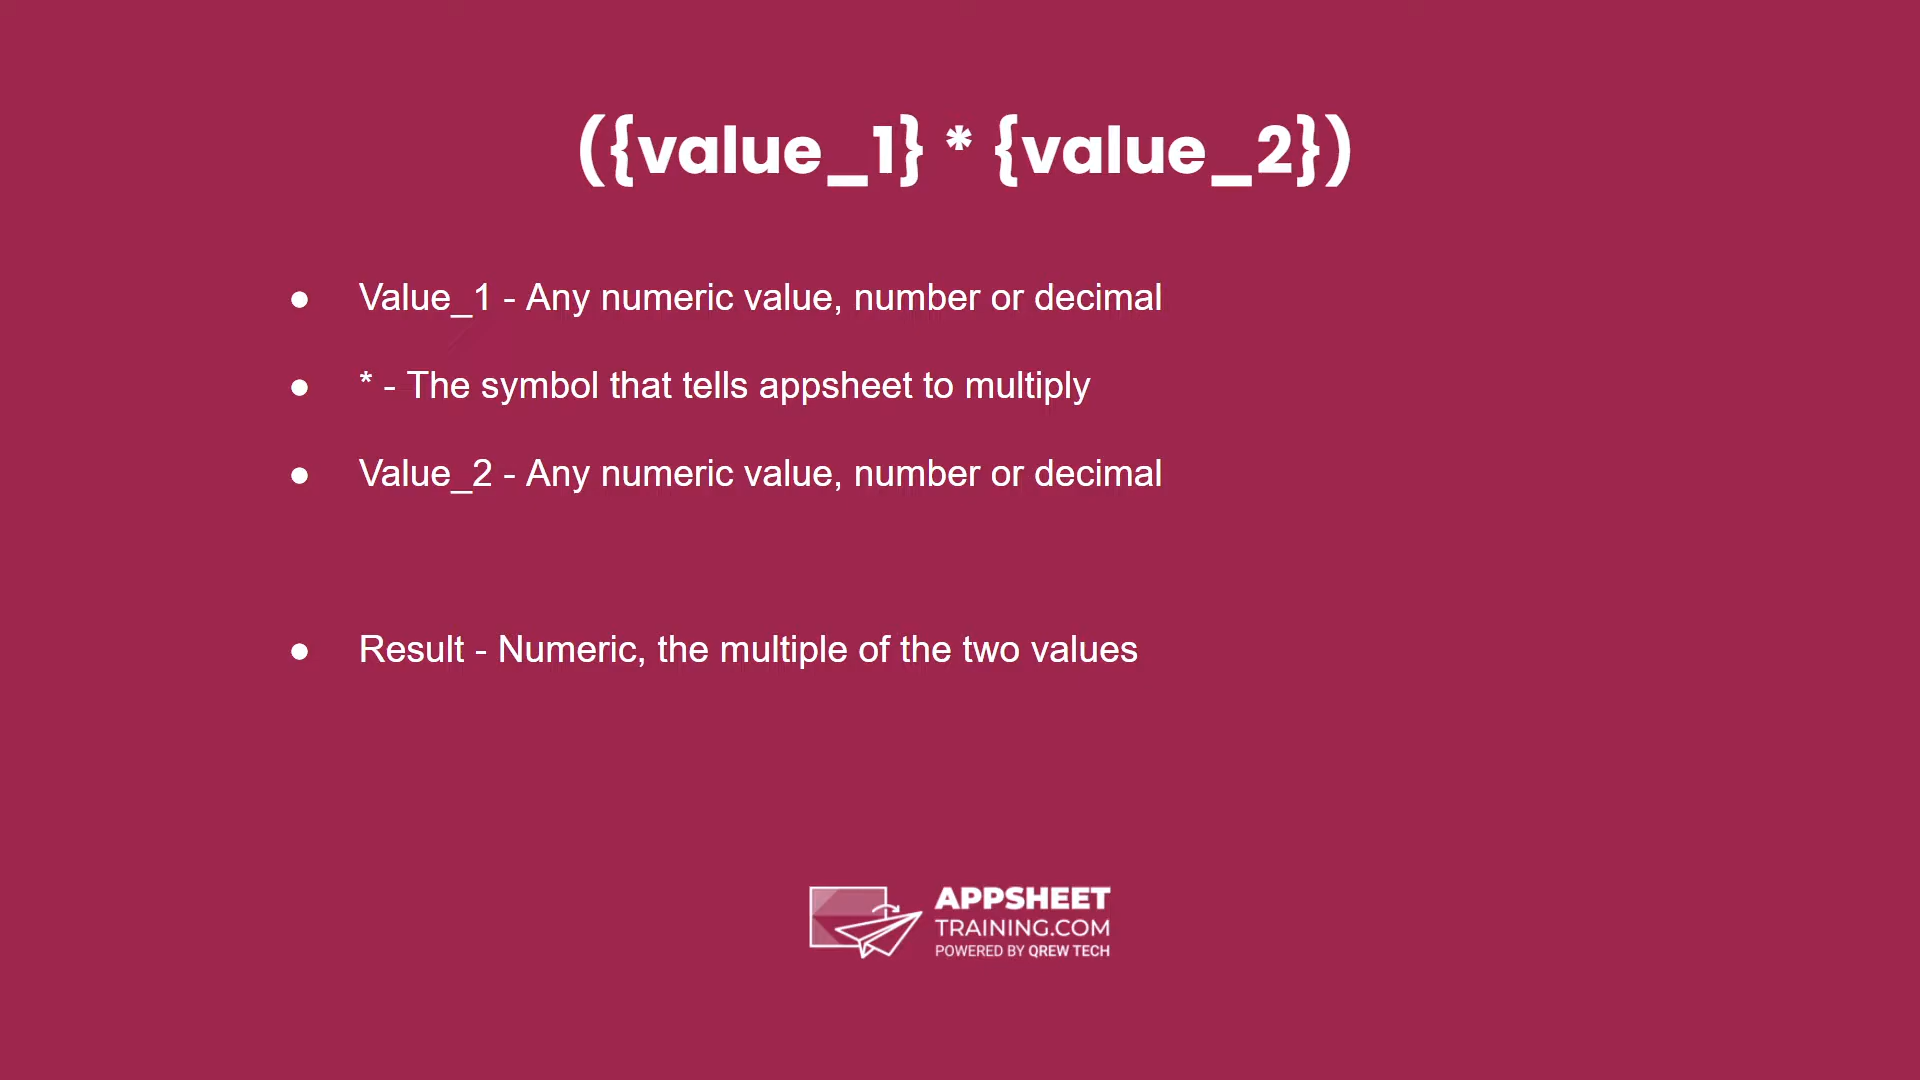 ({value_1} * {value_2})
● Value_1 - Any numeric value, number or decimal
● * - The symbol that tells appsheet to multiply
● Value_2 - Any numeric value, number or decimal
● Result - Numeric, the multiple of the two values
APPSHEET
TRAINING.COM
POWERED BY QREW TECH